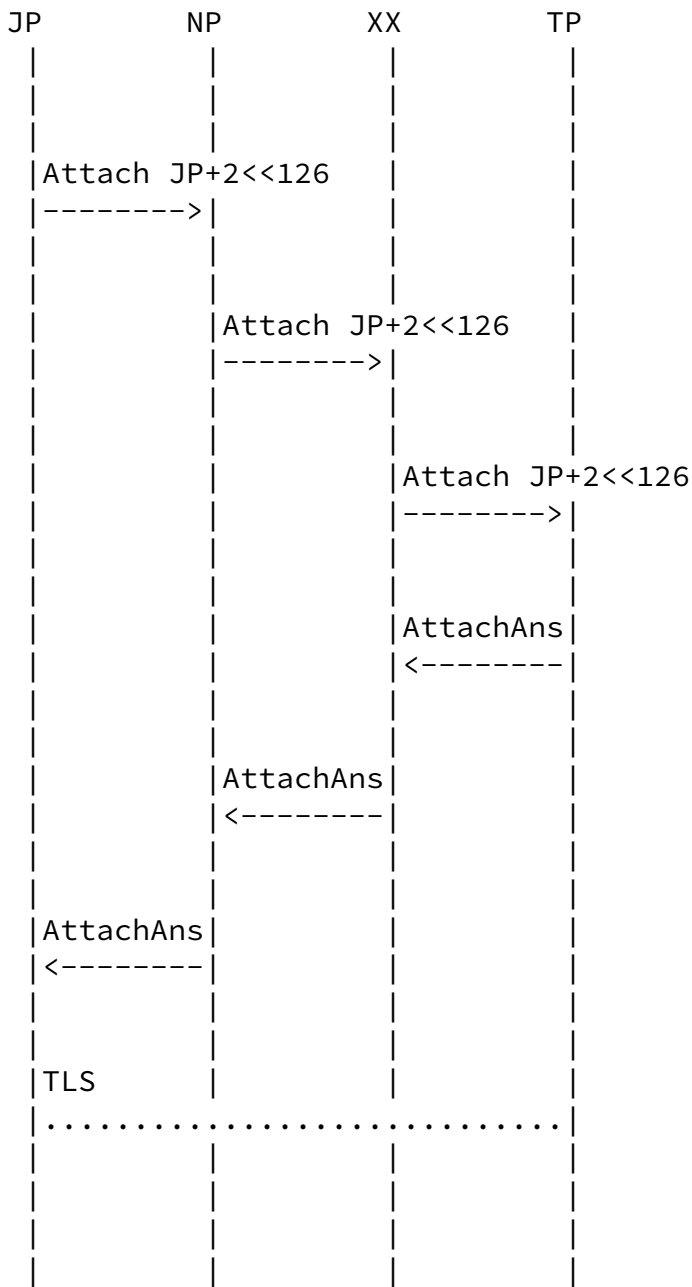 JP NP XX TP
Attach JP+2<<126
-------->
Attach JP+2<<126
-------->
Attach JP+2<<126
-------->
AttachAns
<--------
AttachAns
<--------
AttachAns
<--------
TLS
.............................